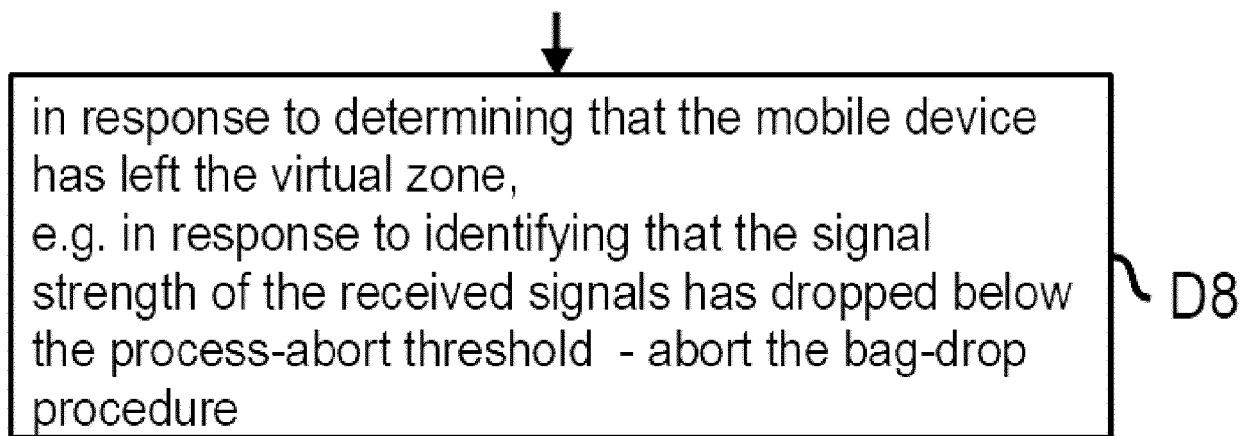 in response to determining that the mobile device
has left the virtual zone,
e.g. in response to identifying that the signal
strength of the received signals has dropped below
the process-abort threshold - abort the bag-drop
procedure
D8